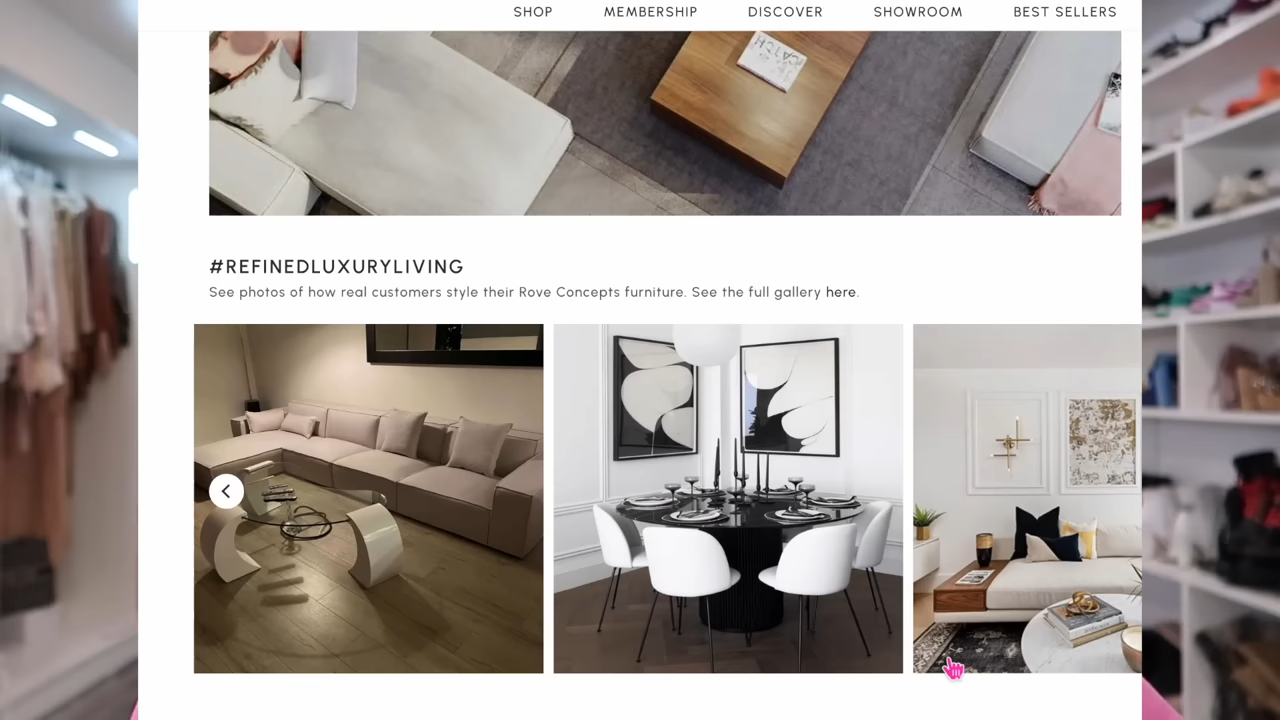 SHOP MEMBERSHIP DISCOVER SHOWROOM BEST SELLERS
CATCH
#REFINEDLUXURYLIVING
See photos of how real customers style their Rove Concepts furniture. See the full gallery here.